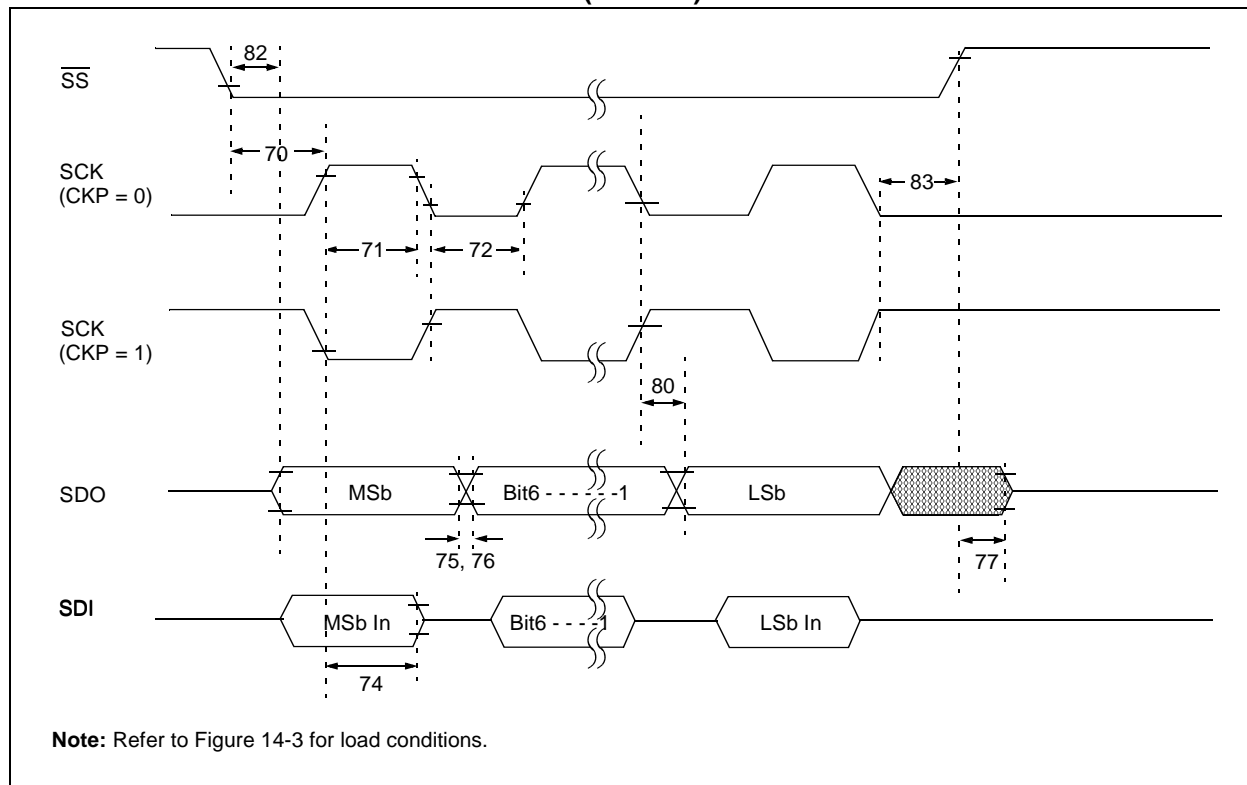 82
SS
70
SCK
(CKP = 0)
83
71
72
SCK
(CKP = 1)
80
SDO
MSb
Bit6 - - - - - -1
LSb
75, 76
77
SDI
MSb In
Bit6 - - - -1
LSb In
74
Note: Refer to Figure 14-3 for load conditions.